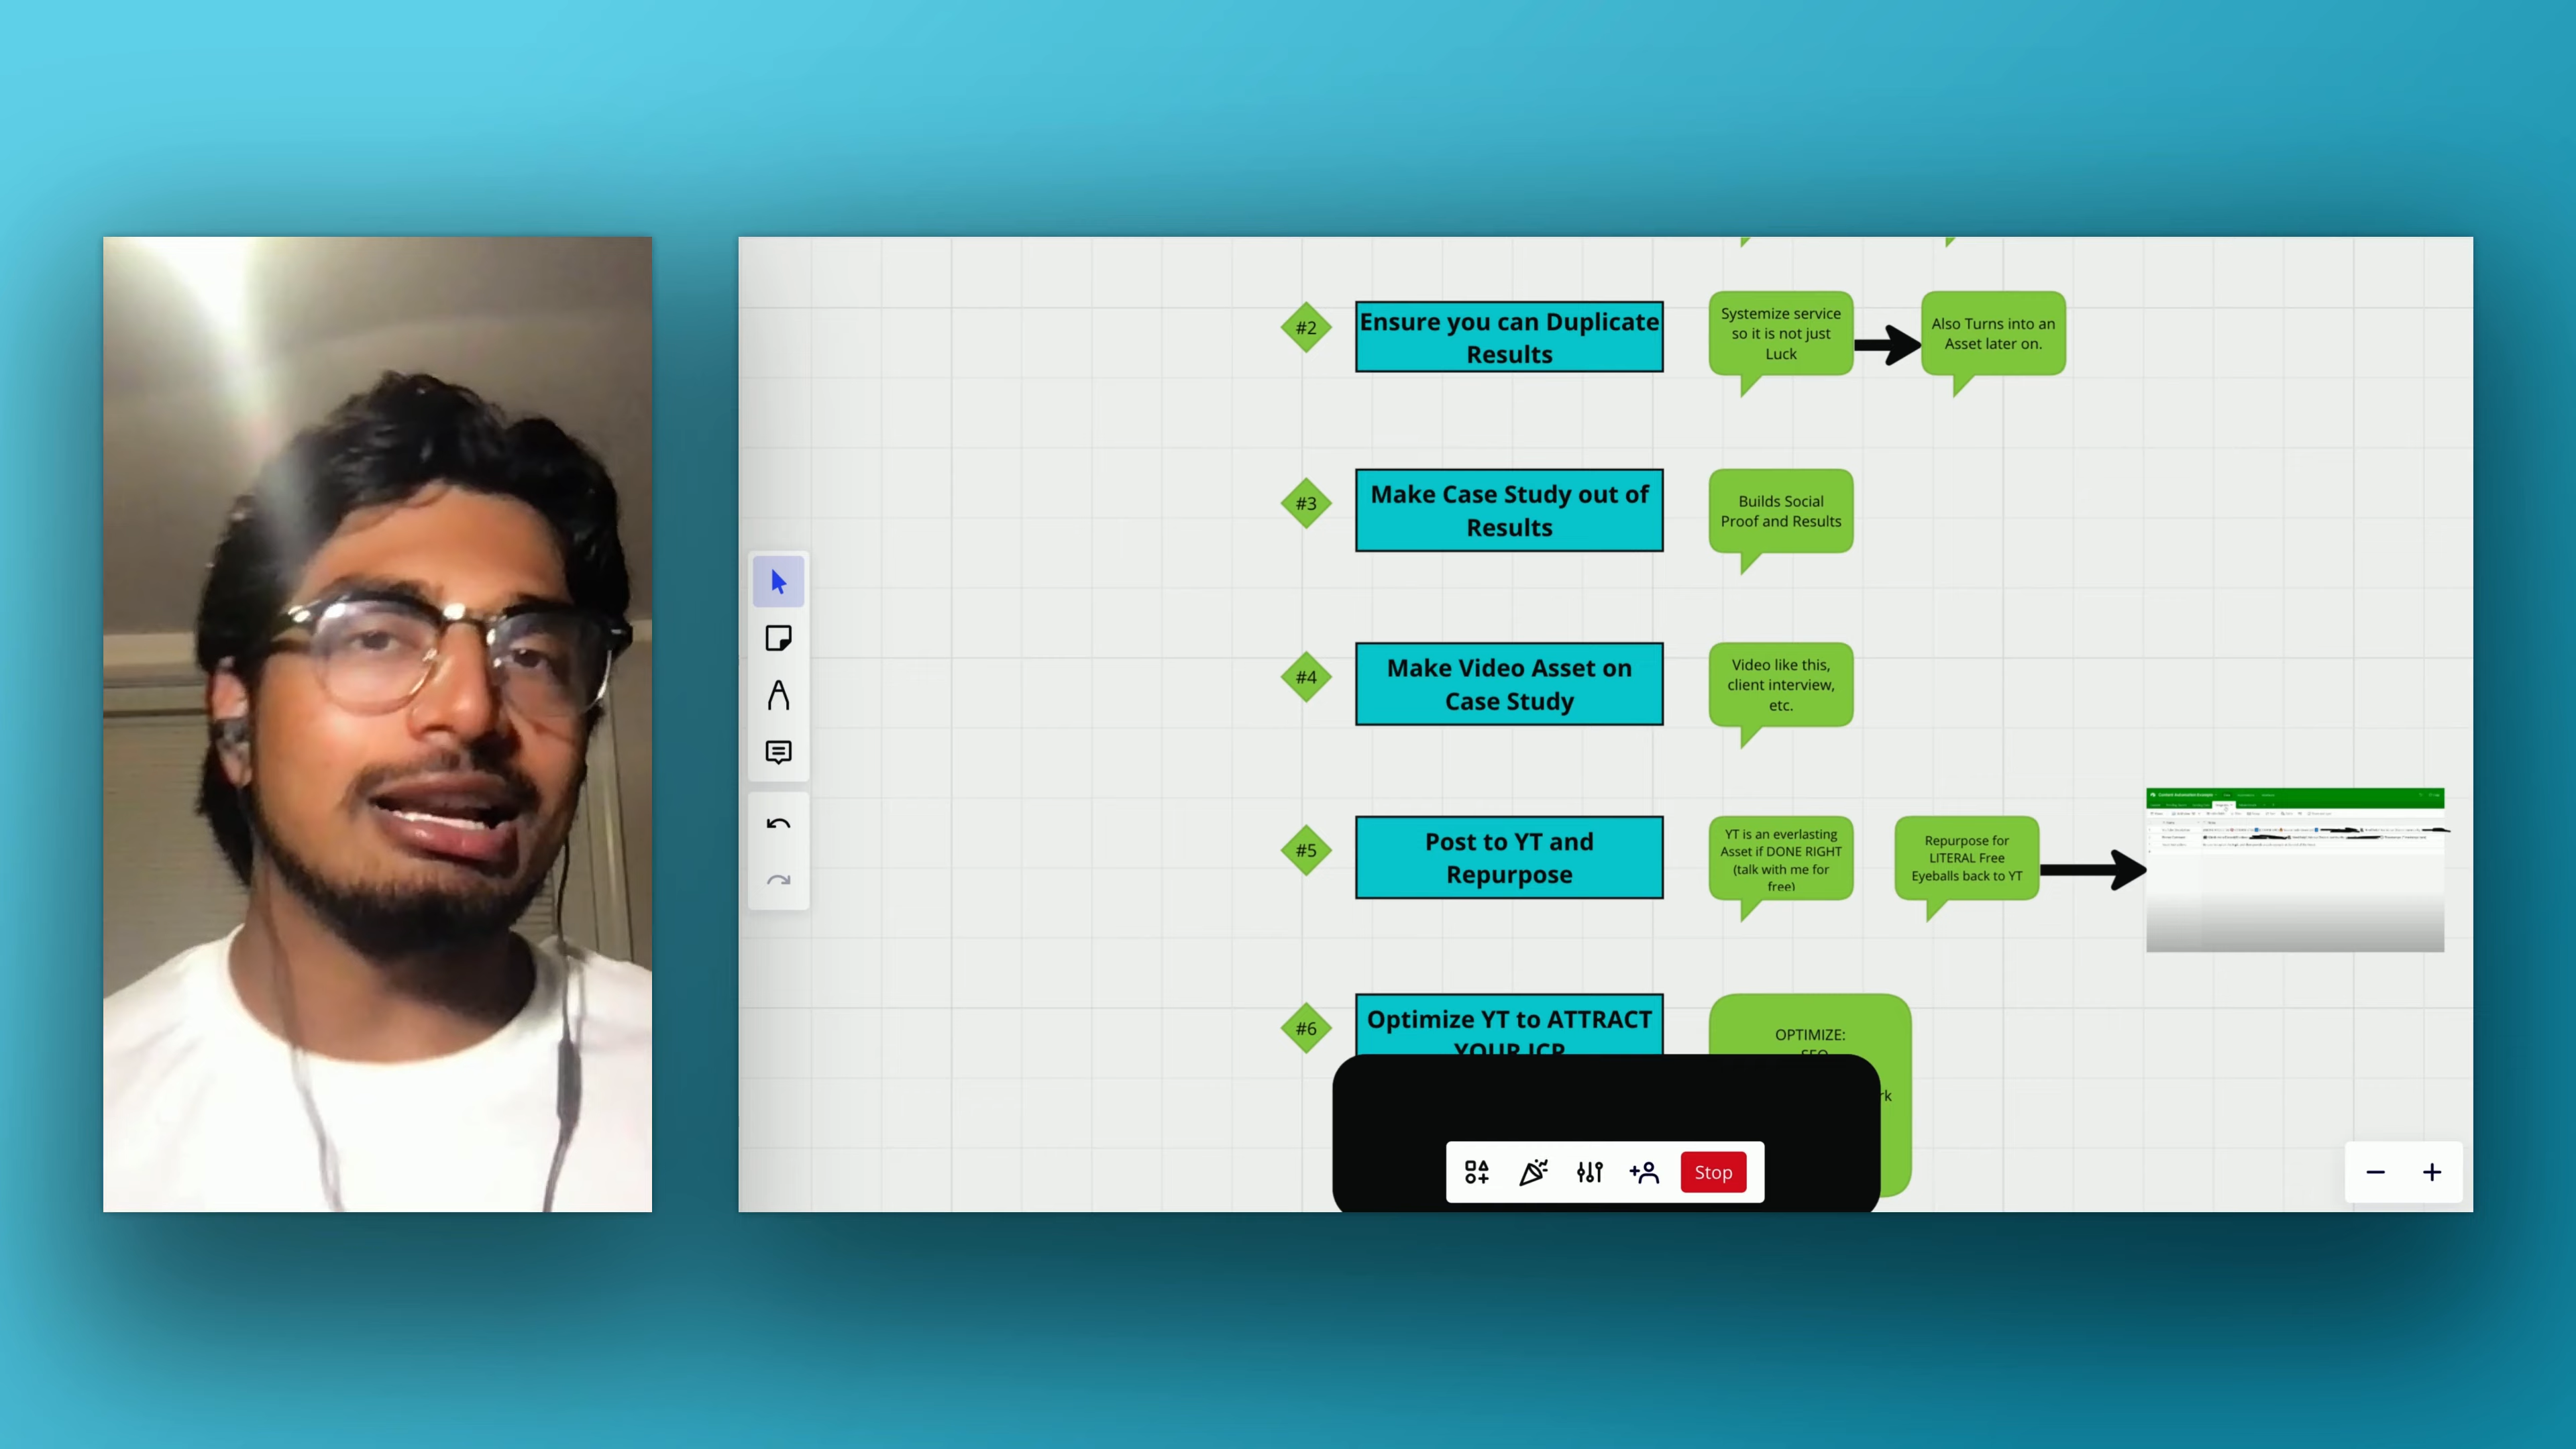 #2
Ensure you can Duplicate
Results
Systemize service
so it is not just
Luck
Also Turns into an
Asset later on.
#3
Make Case Study out of
Results
Builds Social
Proof and Results
#4
Make Video Asset on
Case Study
Video like this,
client interview,
etc.
#5
Post to YT and
Repurpose
YT is an everlasting
Asset if DONE RIGHT
(talk with me for
free)
Repurpose for
LITERAL Free
Eyeballs back to YT
#6
Optimize YT to ATTRACT
YOUR ICP
OPTIMIZE:
SEO
Stop